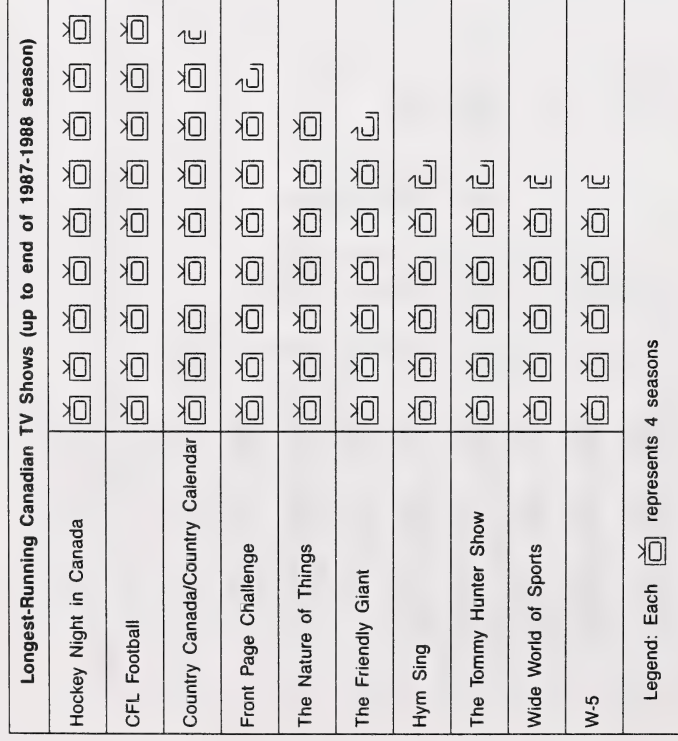 Longest-Running Canadian TV Shows (up to end of 1987-1988 season)
Hockey Night in Canada
CFL Football
Country Canada/Country Calendar
Front Page Challenge
The Nature of Things
The Friendly Giant
Hym Sing
The Tommy Hunter Show
Wide World of Sports
W-5
Legend: Each represents 4 seasons